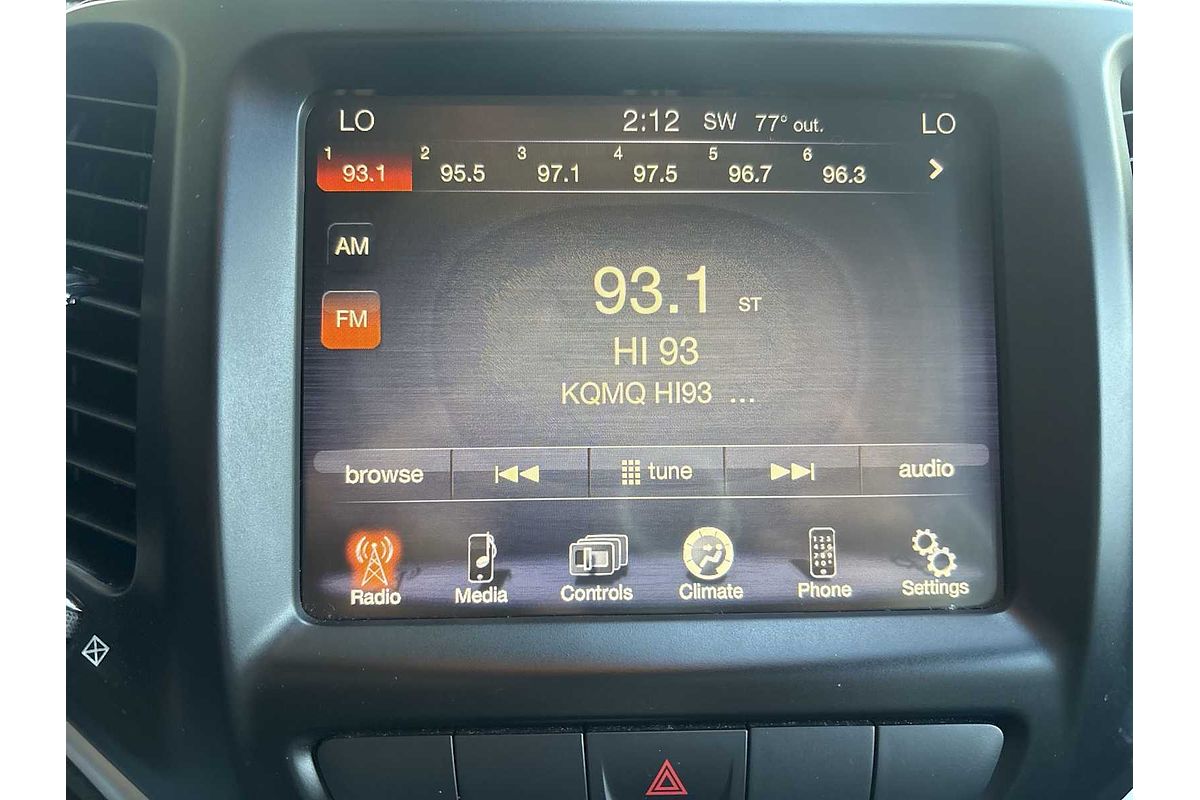 LO 2:12 SW 77° out. LO
1 2 3 4 5 6
93.1 95.5 97.1 97.5 96.7 96.3
AM
FM
93.1 ST
HI 93
KQMQ HI93 ...
browse tune audio
Radio Media Controls Climate Phone Settings